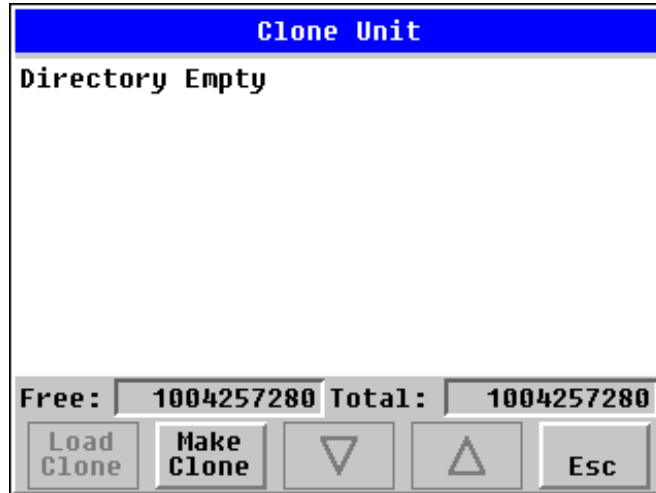 Clone Unit
Directory Empty
Free: 1004257280 Total: 1004257280
Load Clone
Make Clone
Esc